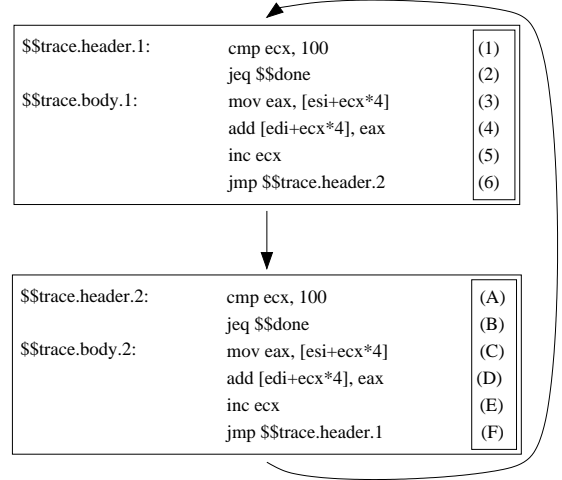 $$trace.header.1: cmp ecx, 100 (1)
jeq $$done (2)
$$trace.body.1: mov eax, [esi+ecx*4] (3)
add [edi+ecx*4], eax (4)
inc ecx (5)
jmp $$trace.header.2 (6)
$$trace.header.2: cmp ecx, 100 (A)
jeq $$done (B)
$$trace.body.2: mov eax, [esi+ecx*4] (C)
add [edi+ecx*4], eax (D)
inc ecx (E)
jmp $$trace.header.1 (F)